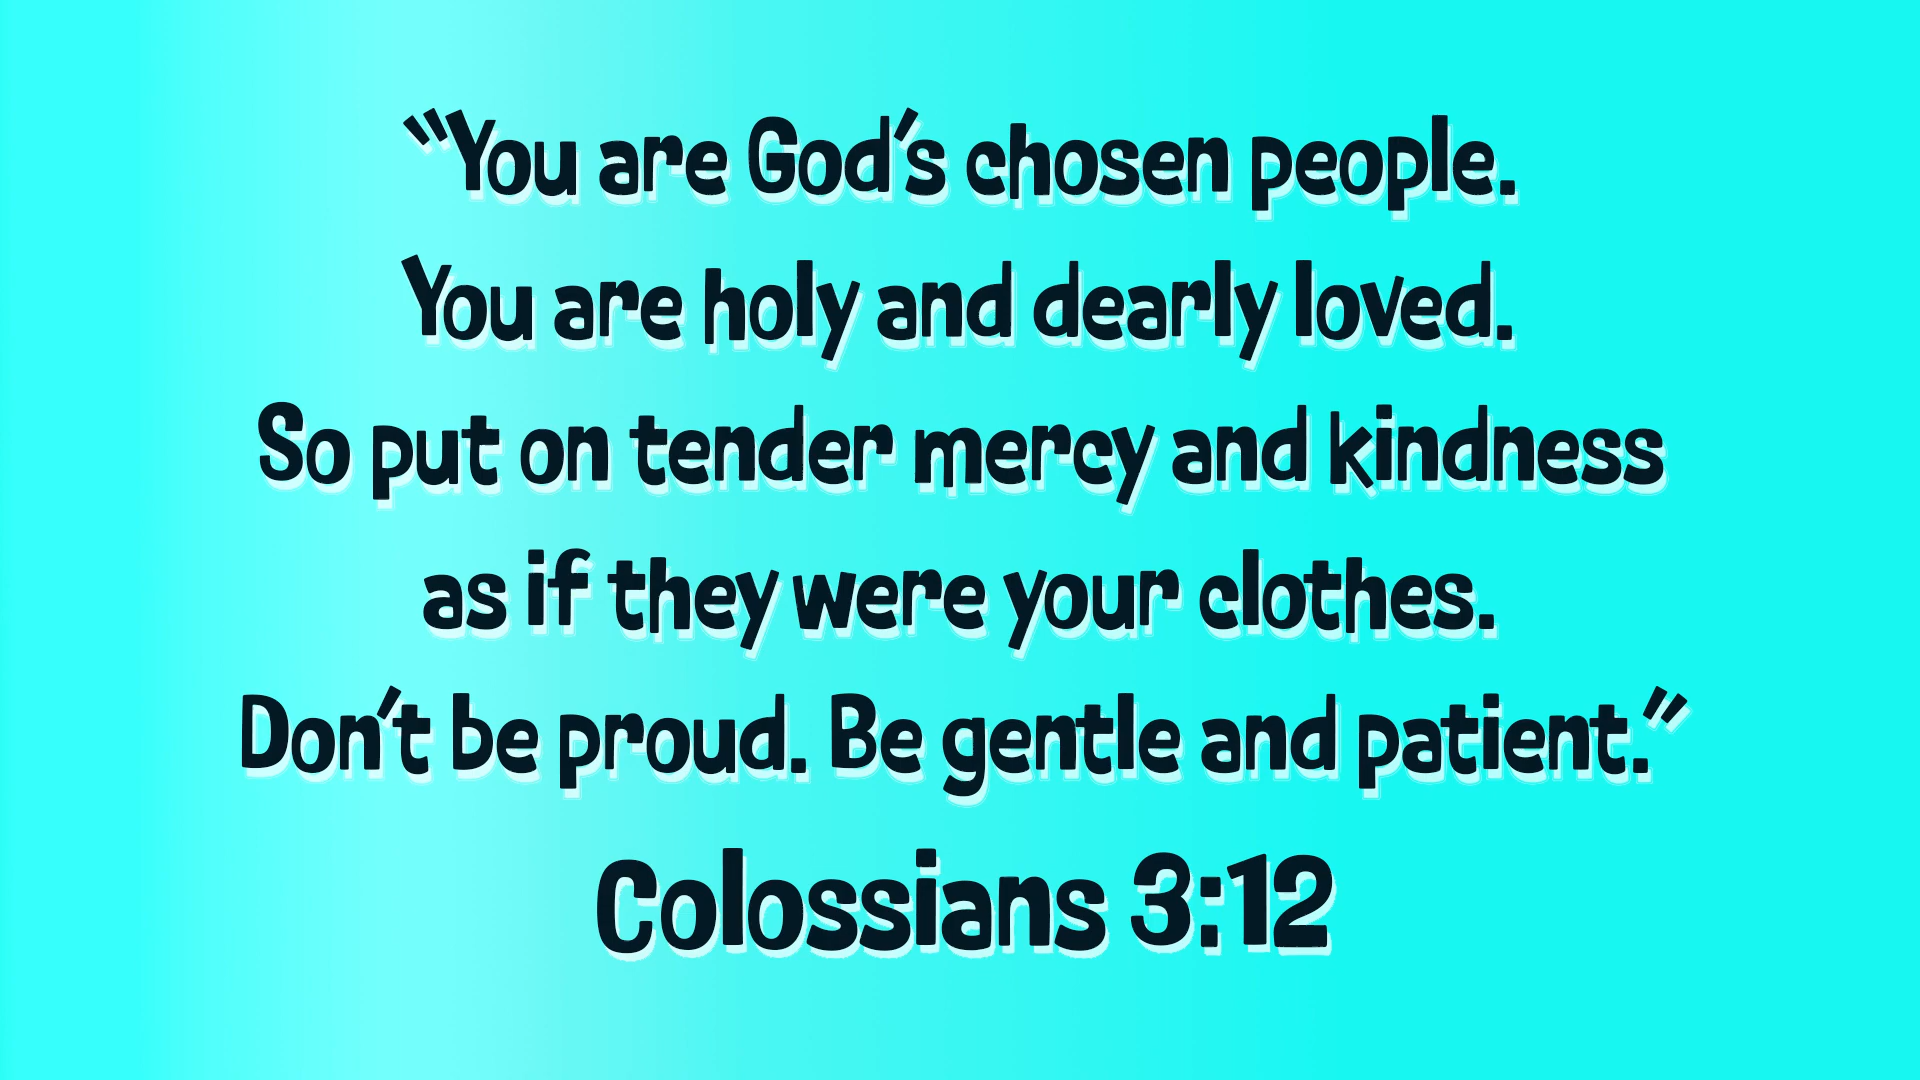 “You are God’s chosen people.
You are holy and dearly loved.
So put on tender mercy and kindness
as if they were your clothes.
Don’t be proud. Be gentle and patient.”
Colossians 3:12